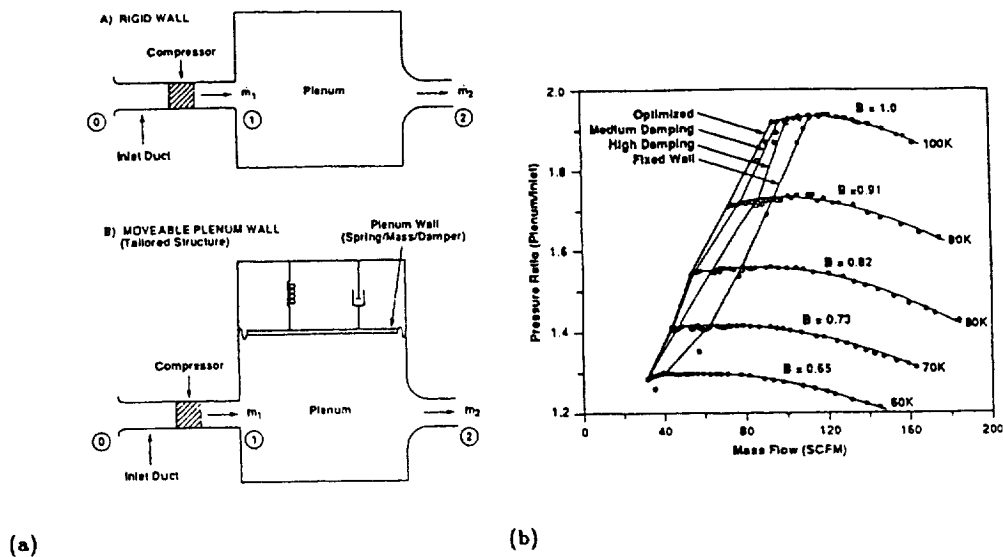 A) RIGID WALL
Compressor
ṁ1
Plenum
ṁ2
0
1
2
Inlet Duct
B) MOVEABLE PLENUM WALL
(Tailored Structure)
Plenum Wall
(Spring/Mass/Damper)
Compressor
ṁ1
Plenum
ṁ2
0
1
2
Inlet Duct
(a)
2.0
1.8
1.6
1.4
1.2
Pressure Ratio (Plenum/Inlet)
Optimized
Medium Damping
High Damping
Fixed Wall
B = 1.0
100K
B = 0.91
90K
B = 0.82
80K
B = 0.73
70K
B = 0.65
60K
0
40
80
120
160
200
Mass Flow (SCFM)
(b)